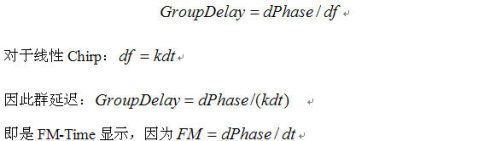 GroupDelay = dPhase / df ↵
对于线性 Chirp：df = kdt ↵
因此群延迟：GroupDelay = dPhase/(kdt) ↵
即是 FM-Time 显示，因为 FM = dPhase / dt ↵